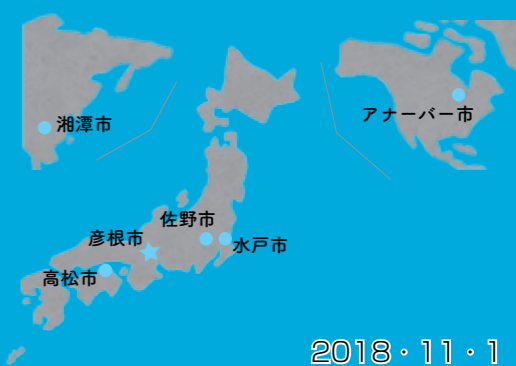 湘潭市
アナーバー市
佐野市
彦根市
水戸市
高松市
2018・11・1